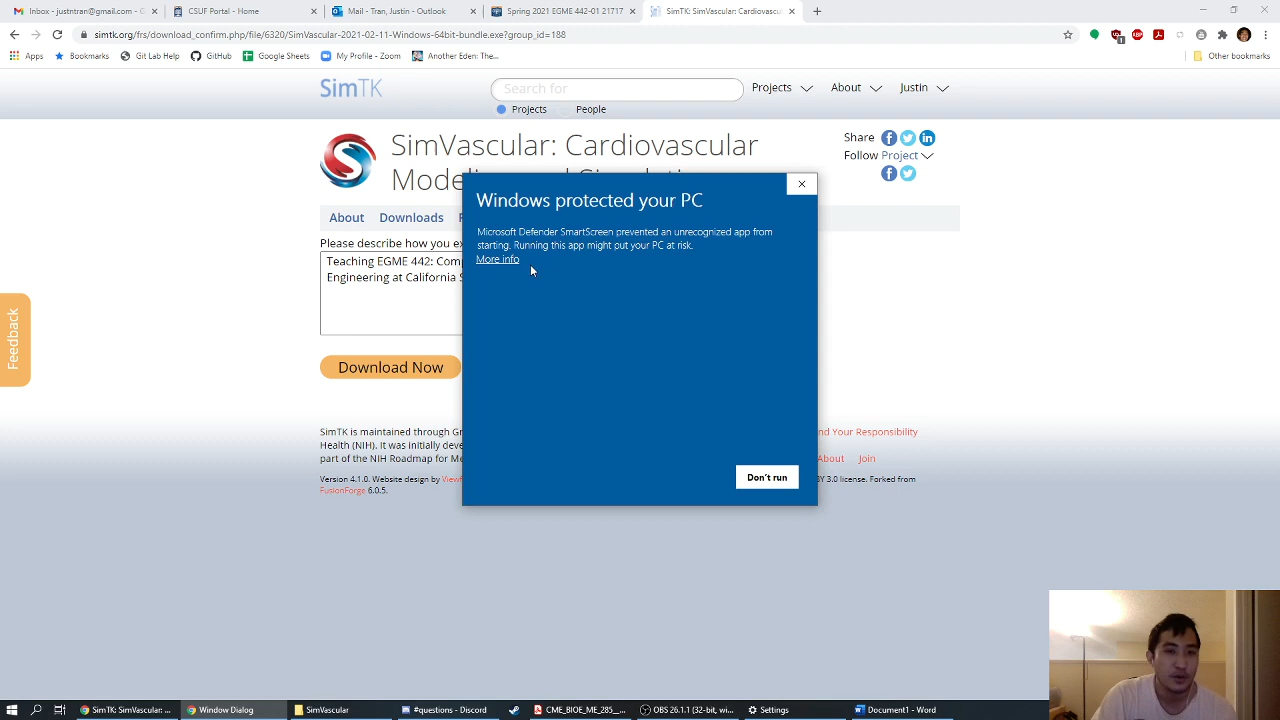 Inbox - justntran@gmail.com - G
CSUF Portal - Home
Mail - Tran, Justin - Outlook
Spring 2021 EGME 442-01 21717
SimTK: SimVascular: Cardiovascu
simtk.org/frs/download_confirm.php/file/6320/SimVascular-2021-02-11-Windows-64bit-bundle.exe?group_id=188
Apps
Bookmarks
Git Lab Help
GitHub
Google Sheets
My Profile - Zoom
Another Eden: The...
Other bookmarks
SimTK
Search for
Projects
About
Justin
Projects
People
SimVascular: Cardiovascular
Share
Follow Project
About
Downloads
Please describe how you ex
Teaching EGME 442: Comp
Engineering at California S
Download Now
Feedback
Windows protected your PC
Microsoft Defender SmartScreen prevented an unrecognized app from
starting. Running this app might put your PC at risk.
More info
Don't run
SimTK is maintained through Gr
Health (NIH). It was initially deve
part of the NIH Roadmap for Me
Version 4.1.0. Website design by Viewf
FusionForge 6.0.5.
nd Your Responsibility
About
Join
BY 3.0 license. Forked from
SimTK: SimVascular: ...
Window Dialog
SimVascular
#questions - Discord
CME_BIOE_ME_285_...
OBS 26.1.1 (32-bit, wi...
Settings
Document1 - Word